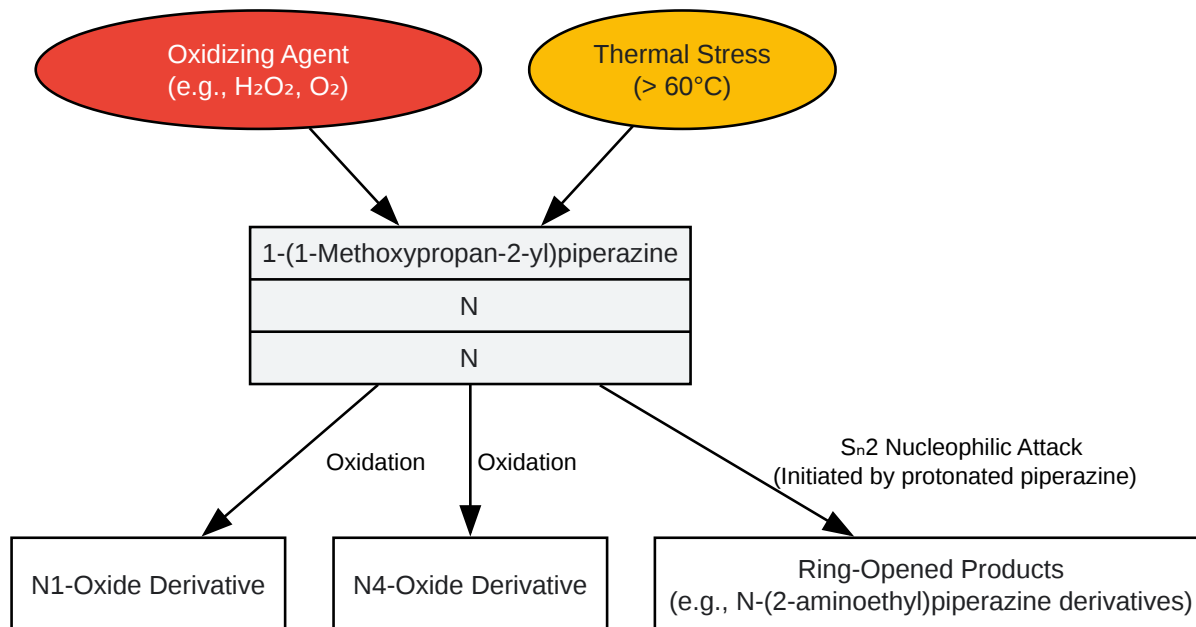 Oxidizing Agent
(e.g., H₂O₂, O₂)
Thermal Stress
(> 60°C)
1-(1-Methoxypropan-2-yl)piperazine
N
N
Oxidation
Oxidation
Sₙ2 Nucleophilic Attack
(Initiated by protonated piperazine)
N1-Oxide Derivative
N4-Oxide Derivative
Ring-Opened Products
(e.g., N-(2-aminoethyl)piperazine derivatives)